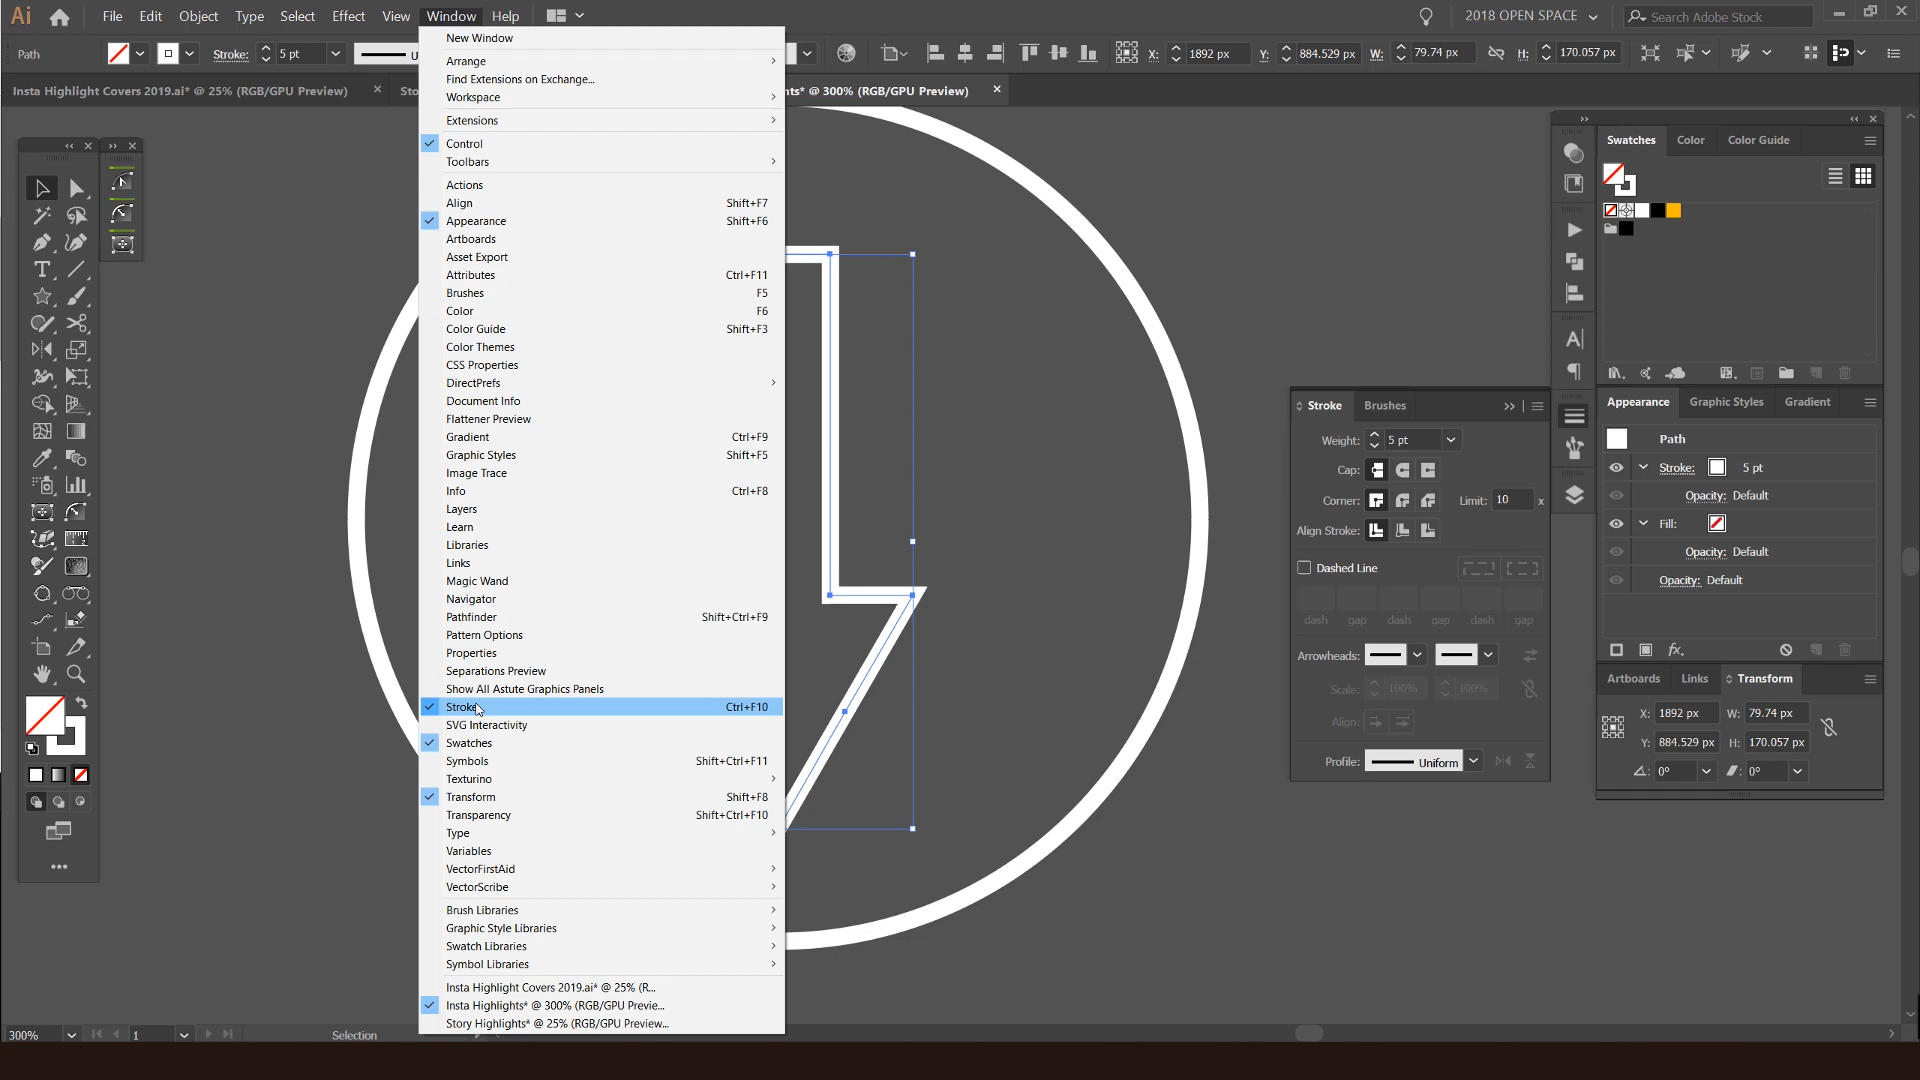 Ai File Edit Object Type Select Effect View Window Help 2018 OPEN SPACE Search Adobe Stock
Path Stroke: 5 pt X: 1892 px Y: 884.529 px W: 79.74 px H: 170.057 px
Insta Highlight Covers 2019.ai* @ 25% (RGB/GPU Preview) × Sto hts* @ 300% (RGB/GPU Preview) ×
New Window
Arrange
Find Extensions on Exchange...
Workspace
Extensions
Control
Toolbars
Actions
Align Shift+F7
Appearance Shift+F6
Artboards
Asset Export
Attributes Ctrl+F11
Brushes F5
Color F6
Color Guide Shift+F3
Color Themes
CSS Properties
DirectPrefs
Document Info
Flattener Preview
Gradient Ctrl+F9
Graphic Styles Shift+F5
Image Trace
Info Ctrl+F8
Layers
Learn
Libraries
Links
Magic Wand
Navigator
Pathfinder Shift+Ctrl+F9
Pattern Options
Properties
Separations Preview
Show All Astute Graphics Panels
Stroke Ctrl+F10
SVG Interactivity
Swatches
Symbols Shift+Ctrl+F11
Texturino
Transform Shift+F8
Transparency Shift+Ctrl+F10
Type
Variables
VectorFirstAid
VectorScribe
Brush Libraries
Graphic Style Libraries
Swatch Libraries
Symbol Libraries
Insta Highlight Covers 2019.ai* @ 25% (R...
Insta Highlights* @ 300% (RGB/GPU Previe...
Story Highlights* @ 25% (RGB/GPU Preview...
Stroke Brushes
Weight: 5 pt
Cap:
Corner: Limit: 10 x
Align Stroke:
Dashed Line
dash gap dash gap dash gap
Arrowheads:
Scale: 100% 100%
Align:
Profile: Uniform
Swatches Color Color Guide
Appearance Graphic Styles Gradient
Path
Stroke: 5 pt
Opacity: Default
Fill:
Opacity: Default
Opacity: Default
fx
Artboards Links Transform
X: 1892 px W: 79.74 px
Y: 884.529 px H: 170.057 px
0° 0°
300% 1 Selection